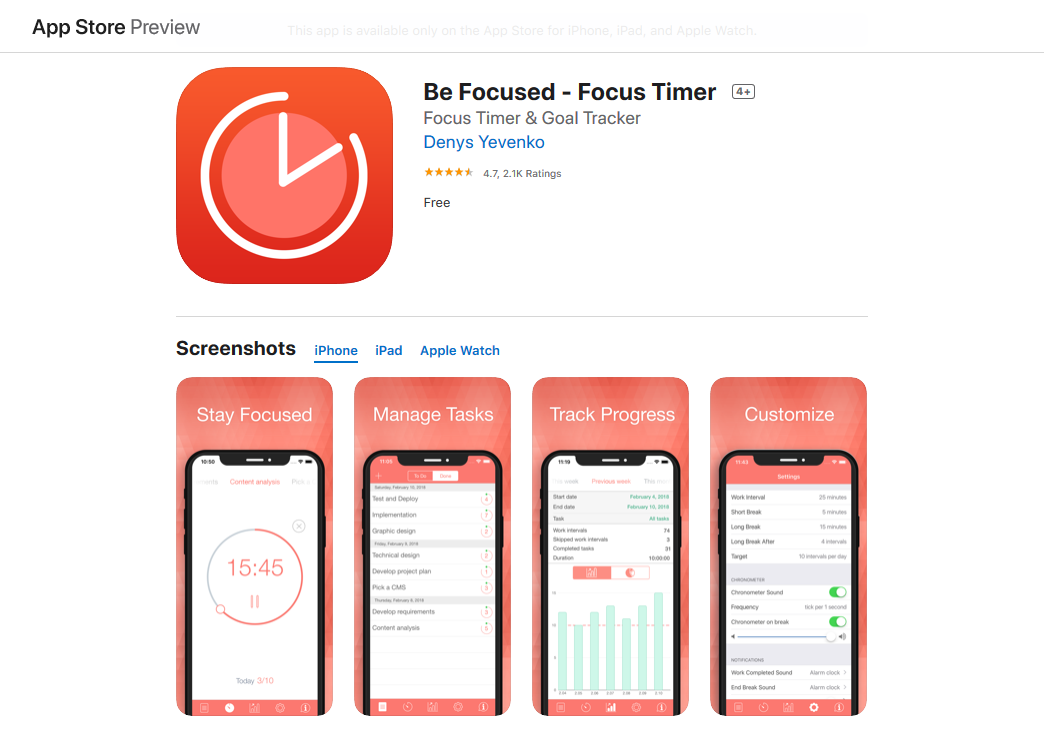 App Store Preview
This app is available only on the App Store for iPhone, iPad, and Apple Watch.
Be Focused - Focus Timer 4+
Focus Timer & Goal Tracker
Denys Yevenko
4.7, 2.1K Ratings
Free
Screenshots iPhone iPad Apple Watch
Stay Focused
10:50
Content analysis
15:45
Today 3/10
Manage Tasks
11:05
To Do Done
Saturday, February 10, 2018
Test and Deploy
Implementation
Graphic design
Friday, February 9, 2018
Technical design
Develop project plan
Pick a CMS
Thursday, February 8, 2018
Develop requirements
Content analysis
Track Progress
11:19
Previous week
Start date February 4, 2018
End date February 10, 2018
Task All tasks
Work intervals 74
Skipped work intervals 3
Completed tasks 31
Duration 10:00:00
Customize
11:43
Settings
Work Interval 25 minutes
Short Break 5 minutes
Long Break 15 minutes
Long Break After 4 intervals
Target 10 intervals per day
CHRONOMETER
Chronometer Sound
Frequency tick per 1 second
Chronometer on break
NOTIFICATIONS
Work Completed Sound Alarm clock
End Break Sound Alarm clock